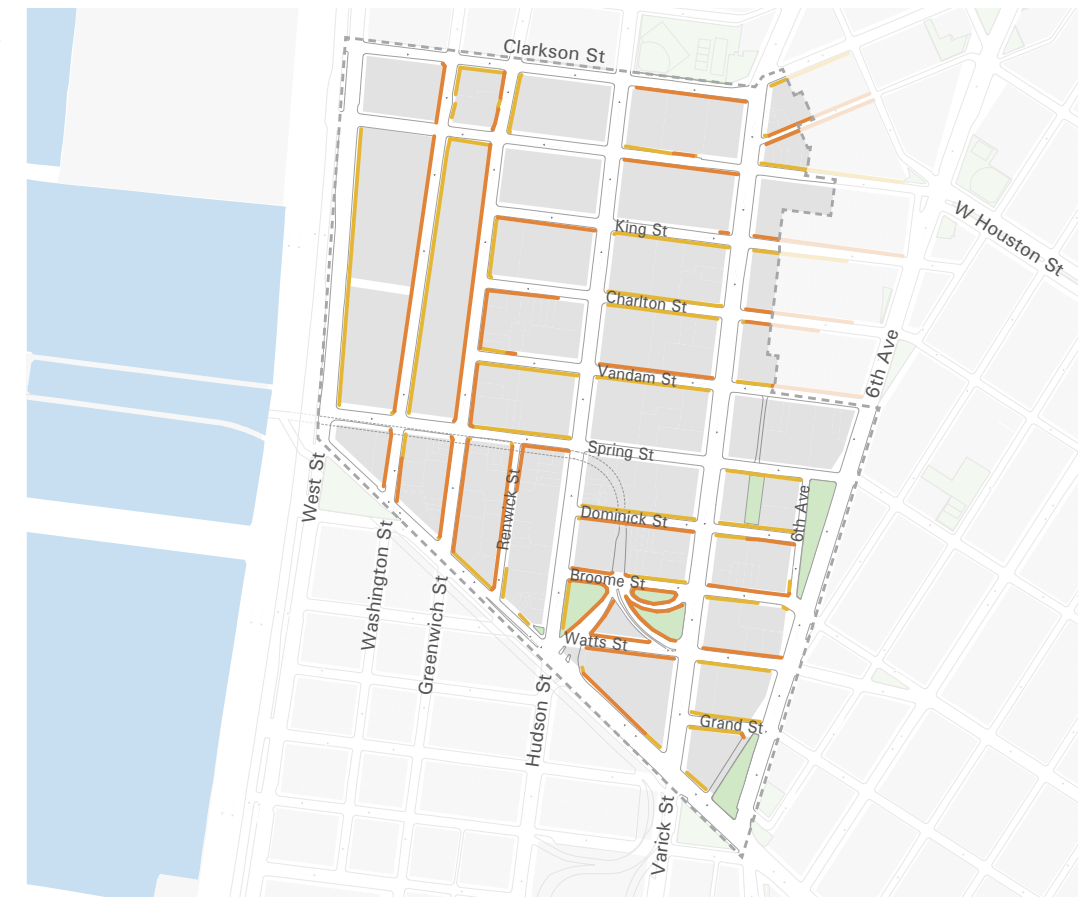 Clarkson St
W Houston St
King St
Charlton St
6th Ave
Vandam St
Spring St
West St
Renwick St
6th Ave
Dominick St
Washington St
Broome St
Greenwich St
Watts St
Hudson St
Grand St
Varick St